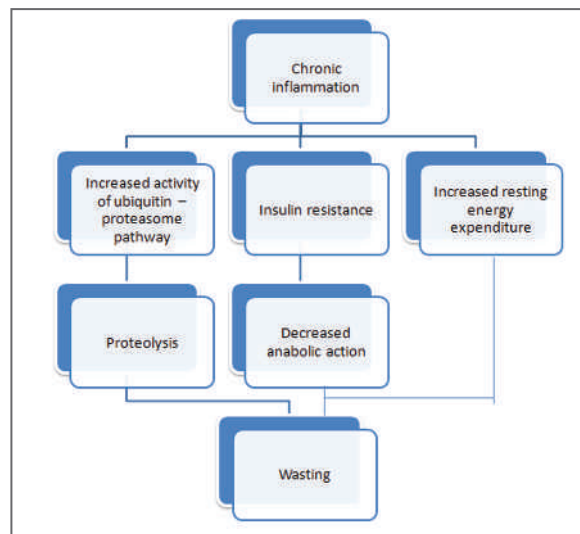 Chronic
inflammation
Increased activity
of ubiquitin –
proteasome
pathway
Insulin resistance
Increased resting
energy
expenditure
Proteolysis
Decreased
anabolic action
Wasting